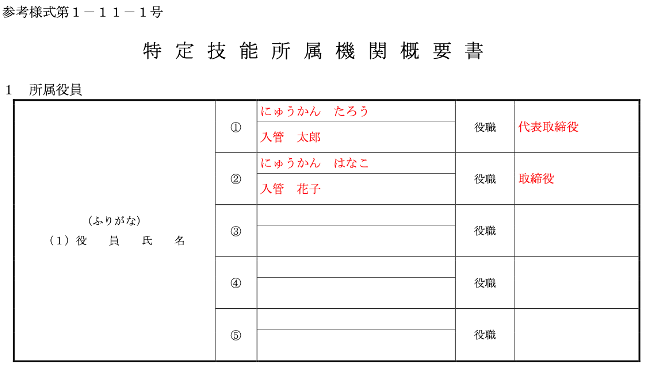 参考様式第１－１１－１号
特定技能所属機関概要書
１　所属役員
（ふりがな）
（１）役　員　氏　名
①
にゅうかん　たろう
入管　太郎
役職
代表取締役
②
にゅうかん　はなこ
入管　花子
役職
取締役
③
役職
④
役職
⑤
役職